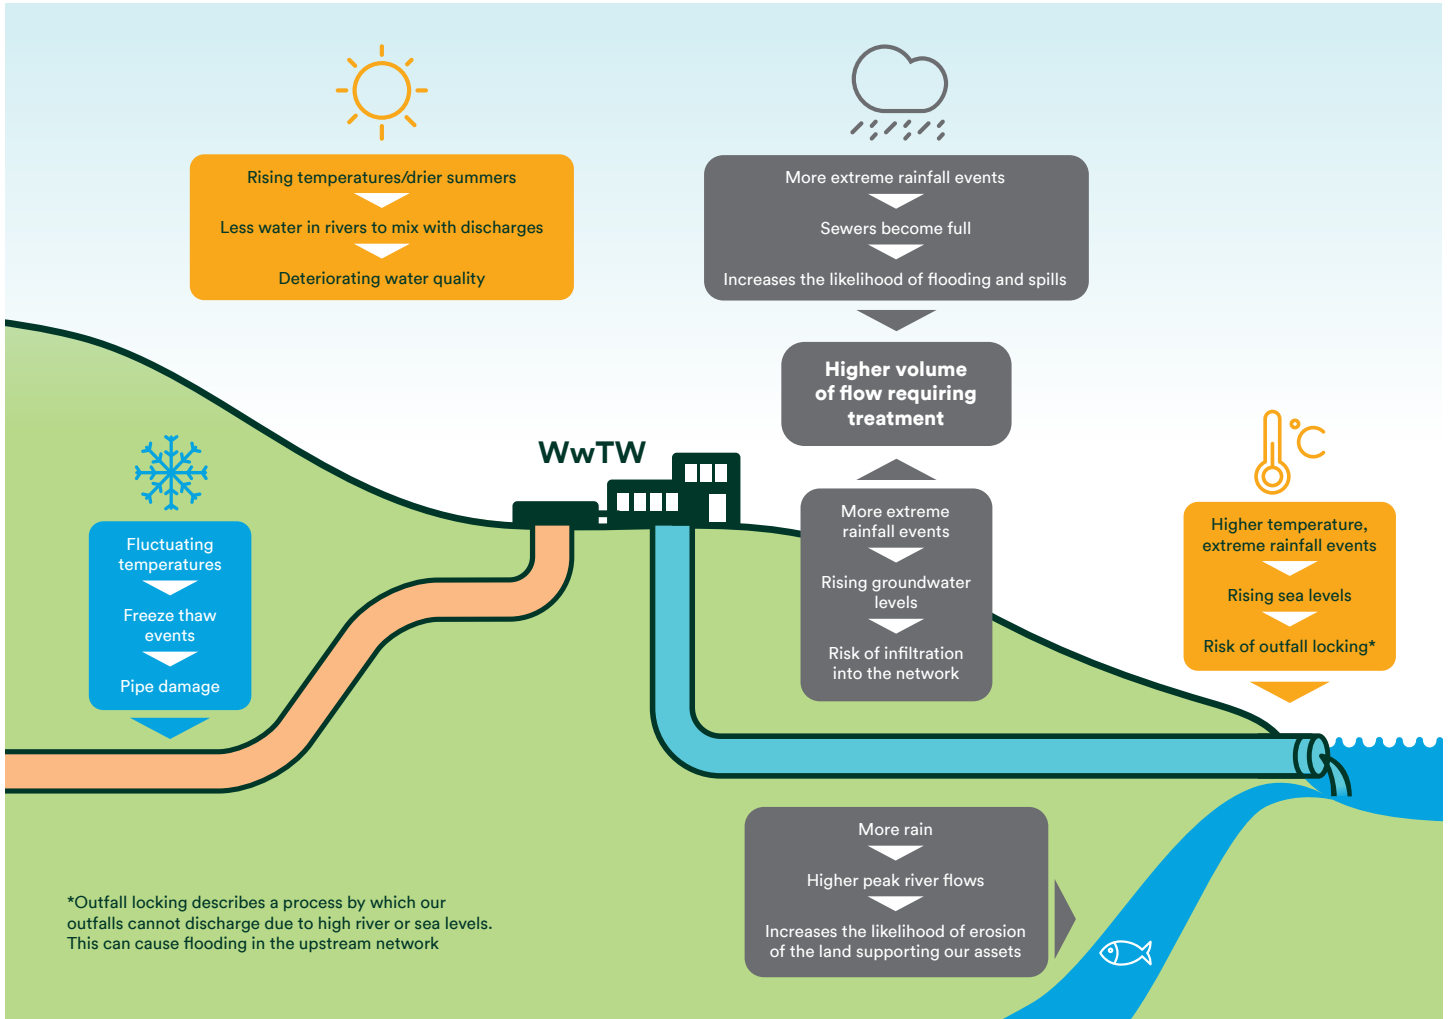 Rising temperatures/drier summers
Less water in rivers to mix with discharges
Deteriorating water quality
More extreme rainfall events
Sewers become full
Increases the likelihood of flooding and spills
Higher volume
of flow requiring
treatment
WwTW
More extreme
rainfall events
Rising groundwater
levels
Risk of infiltration
into the network
°C
Higher temperature,
extreme rainfall events
Rising sea levels
Risk of outfall locking*
Fluctuating
temperatures
Freeze thaw
events
Pipe damage
More rain
Higher peak river flows
Increases the likelihood of erosion
of the land supporting our assets
*Outfall locking describes a process by which our
outfalls cannot discharge due to high river or sea levels.
This can cause flooding in the upstream network